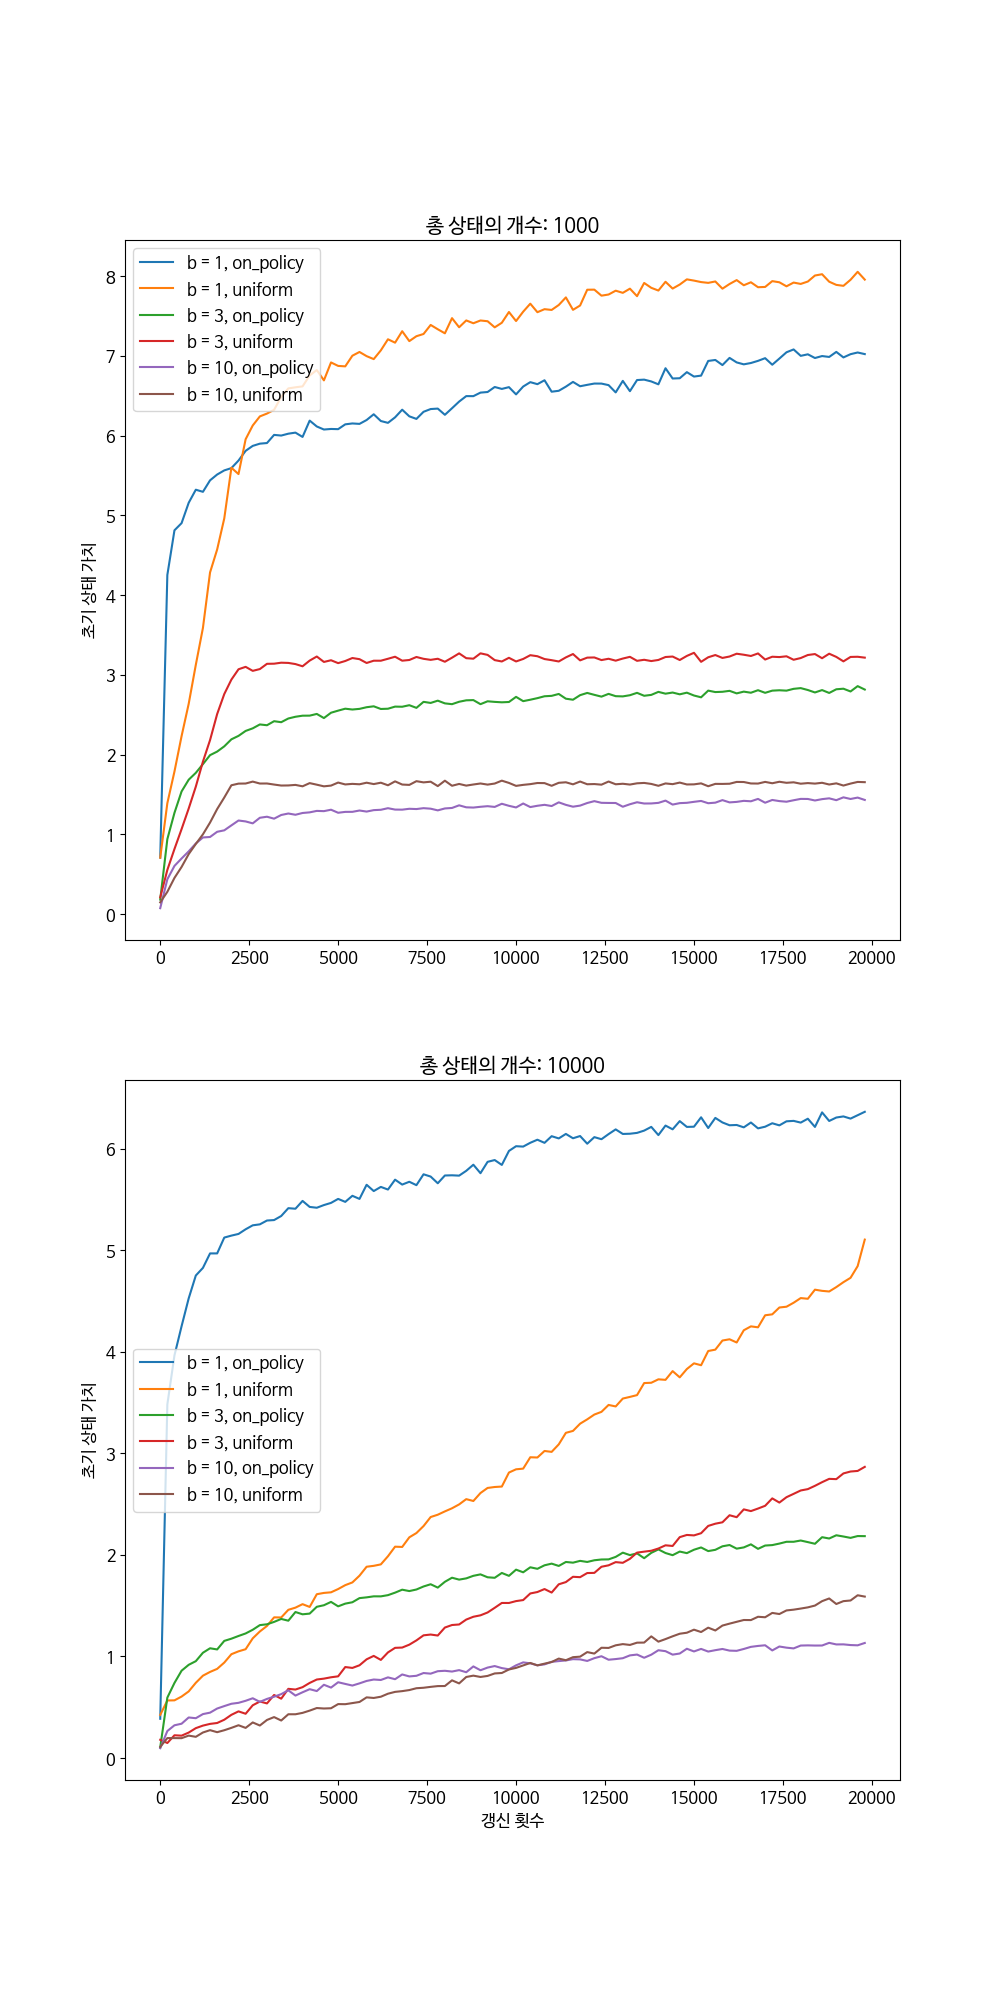 총 상태의 개수: 1000
b = 1, on_policy
b = 1, uniform
b = 3, on_policy
b = 3, uniform
b = 10, on_policy
b = 10, uniform
초기 상태 가치
8
7
6
5
4
3
2
1
0
0 2500 5000 7500 10000 12500 15000 17500 20000
총 상태의 개수: 10000
b = 1, on_policy
b = 1, uniform
b = 3, on_policy
b = 3, uniform
b = 10, on_policy
b = 10, uniform
초기 상태 가치
6
5
4
3
2
1
0
0 2500 5000 7500 10000 12500 15000 17500 20000
갱신 횟수